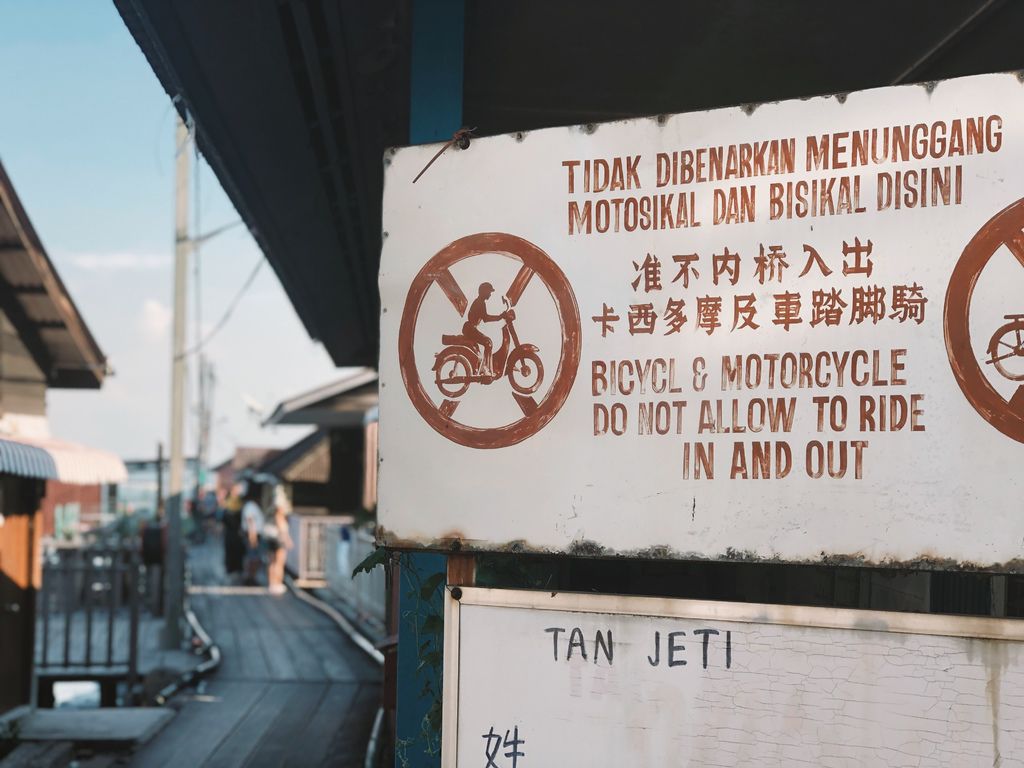 TIDAK DIBENARKAN MENUNGGANG
MOTOSIKAL DAN BISIKAL DISINI
出入桥内不准
騎脚踏車及摩多西卡
BICYCL & MOTORCYCLE
DO NOT ALLOW TO RIDE
IN AND OUT
TAN JETI
姓